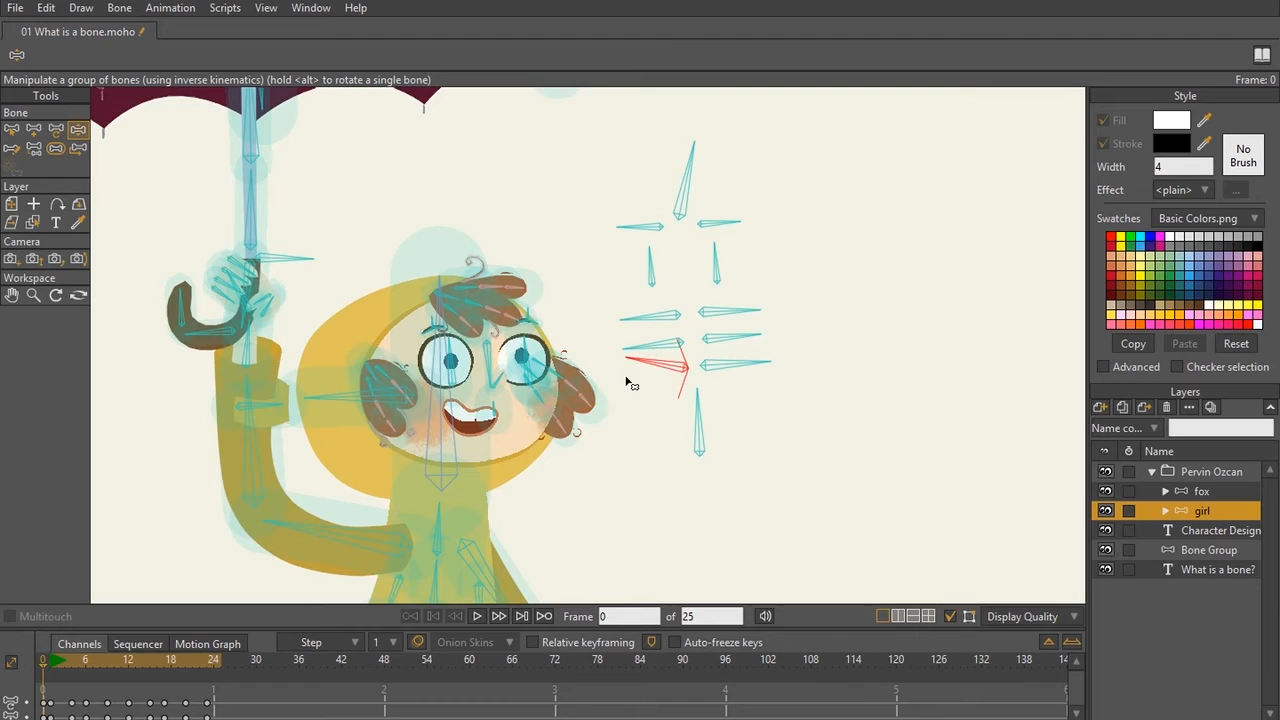 File Edit Draw Bone Animation Scripts View Window Help
01 What is a bone.moho
Manipulate a group of bones (using inverse kinematics) (hold <alt> to rotate a single bone) Frame: 0
Tools
Bone
Layer
T
Camera
Workspace
Style
Fill
Stroke
No Brush
Width 4
Effect <plain> ...
Swatches Basic Colors.png
Copy Paste Reset
Advanced Checker selection
Layers
Name co...
Name
Pervin Ozcan
fox
girl
T Character Design
Bone Group
T What is a bone?
Multitouch Frame 0 of 25 Display Quality
Channels Sequencer Motion Graph Step 1 Onion Skins Relative keyframing Auto-freeze keys
0 6 12 18 24 30 36 42 48 54 60 66 72 78 84 90 96 102 108 114 120 126 132 138 14
0 1 2 3 4 5 6